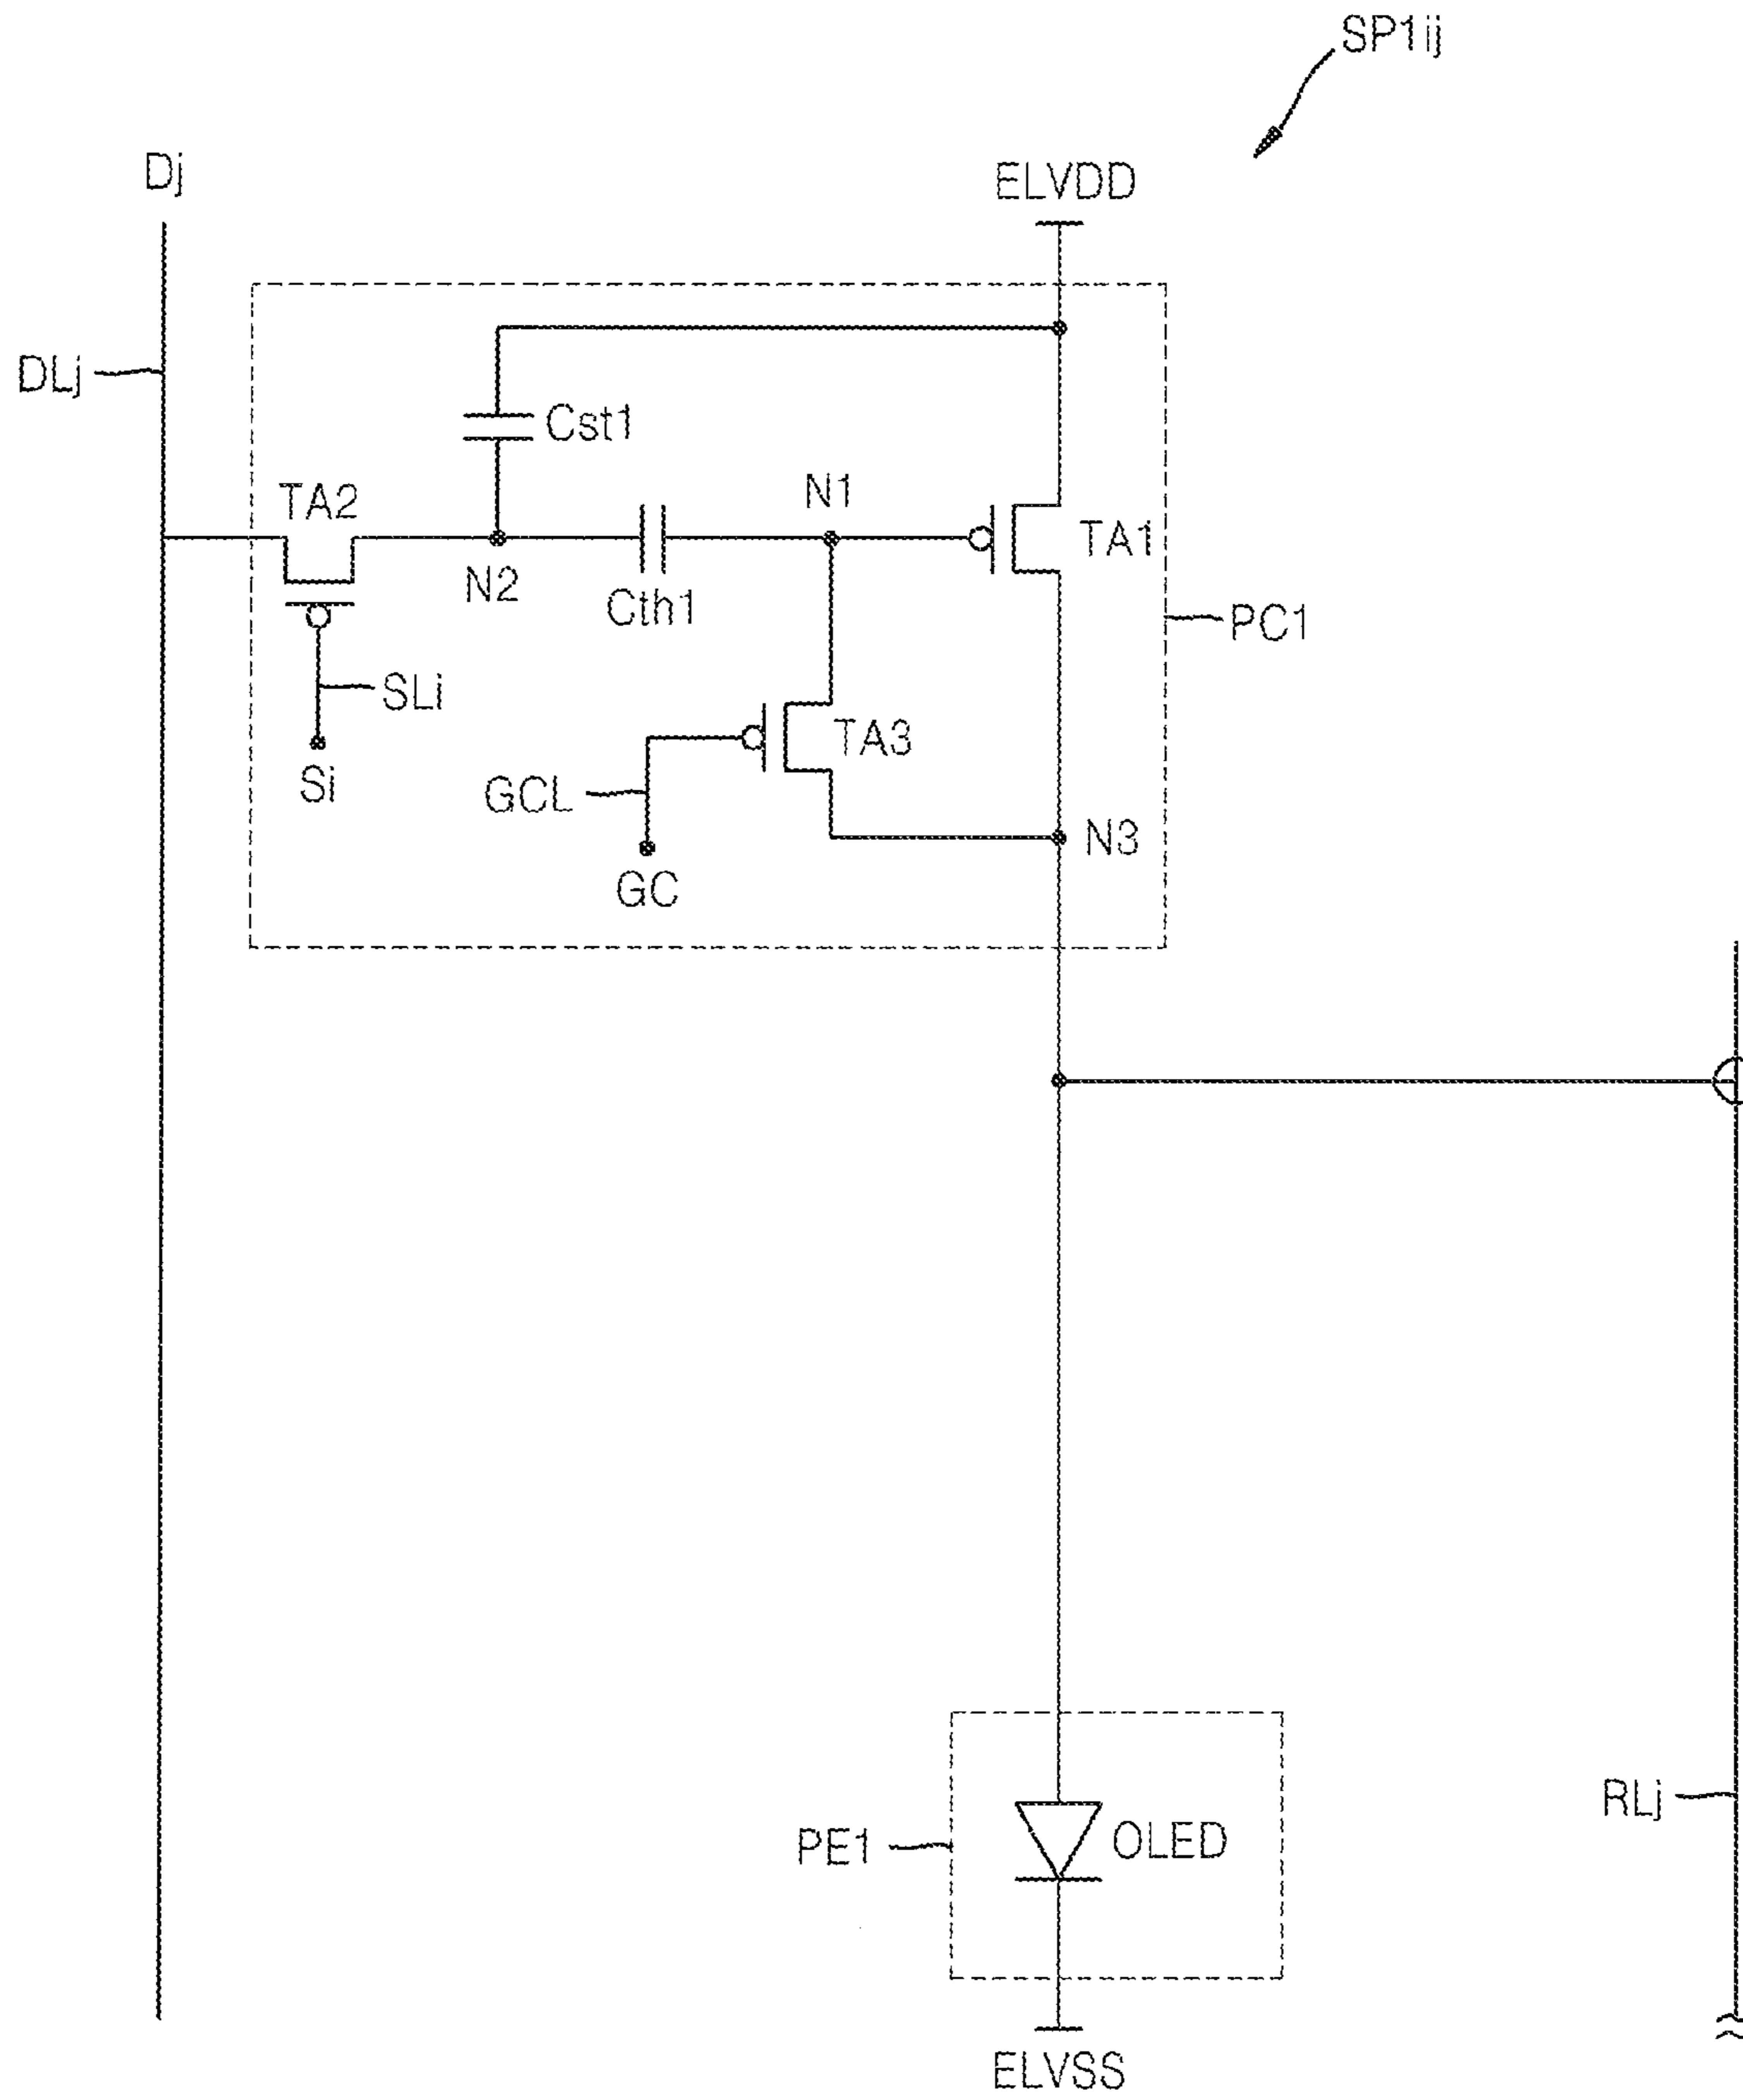 SP1ij
Dj
ELVDD
DLj
Cst1
TA2
N1
TA1
N2
Cth1
PC1
SLi
TA3
Si
GCL
N3
GC
RLj
PE1
OLED
ELVSS